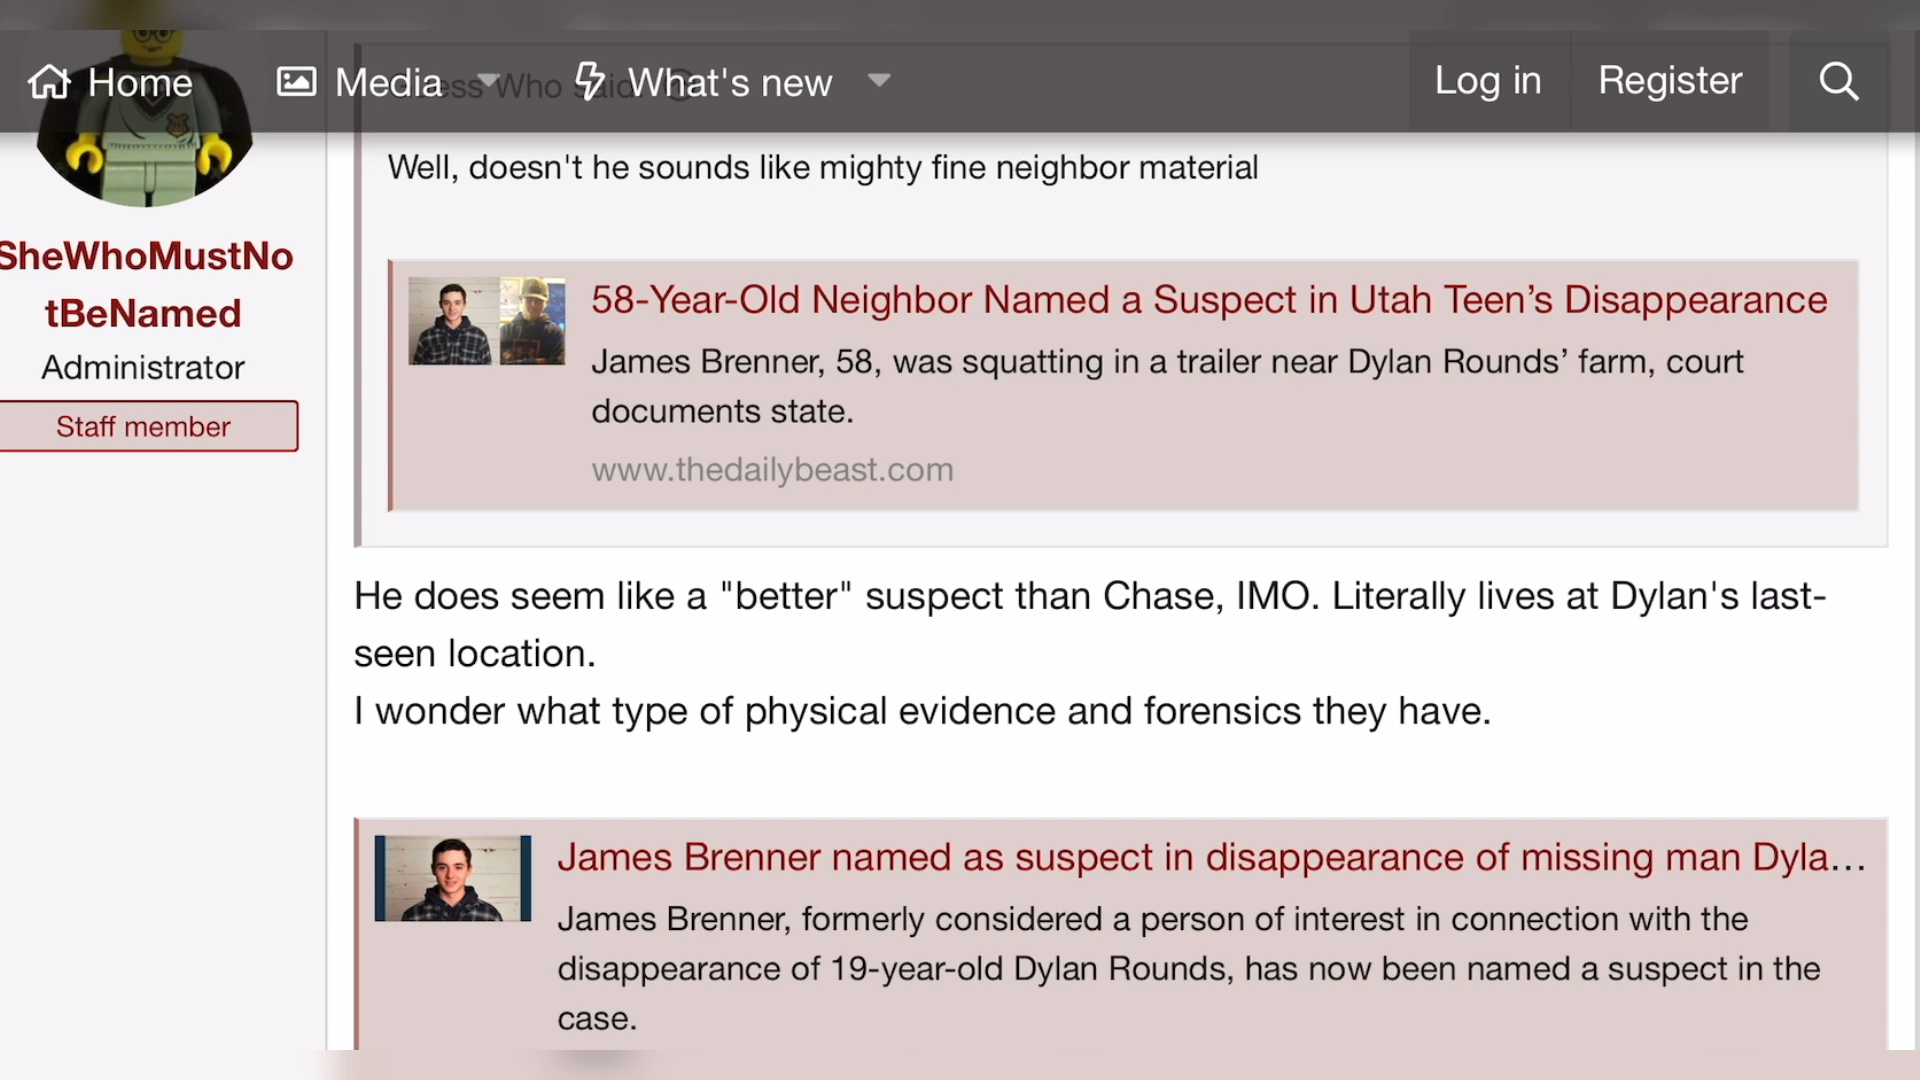 Home
Media
What's new
Log in
Register
ess Who said:
Well, doesn't he sounds like mighty fine neighbor material
SheWhoMustNo
tBeNamed
Administrator
Staff member
58-Year-Old Neighbor Named a Suspect in Utah Teen’s Disappearance
James Brenner, 58, was squatting in a trailer near Dylan Rounds’ farm, court
documents state.
www.thedailybeast.com
He does seem like a "better" suspect than Chase, IMO. Literally lives at Dylan's last-
seen location.
I wonder what type of physical evidence and forensics they have.
James Brenner named as suspect in disappearance of missing man Dyla...
James Brenner, formerly considered a person of interest in connection with the
disappearance of 19-year-old Dylan Rounds, has now been named a suspect in the
case.